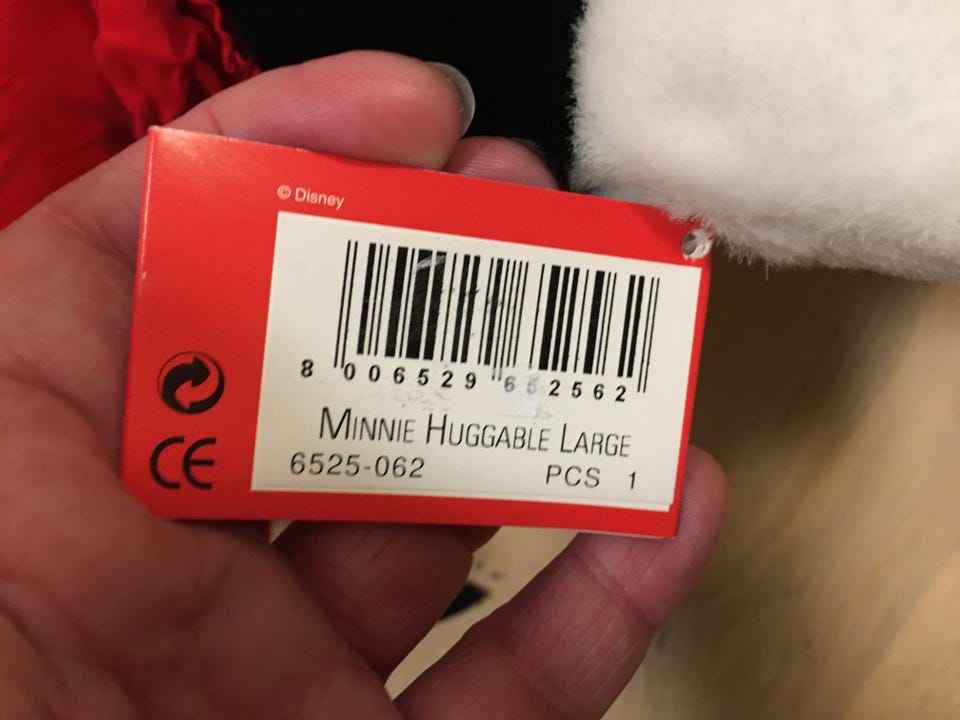 © Disney
8 006529 652562
MINNIE HUGGABLE LARGE
6525-062 PCS 1
CE